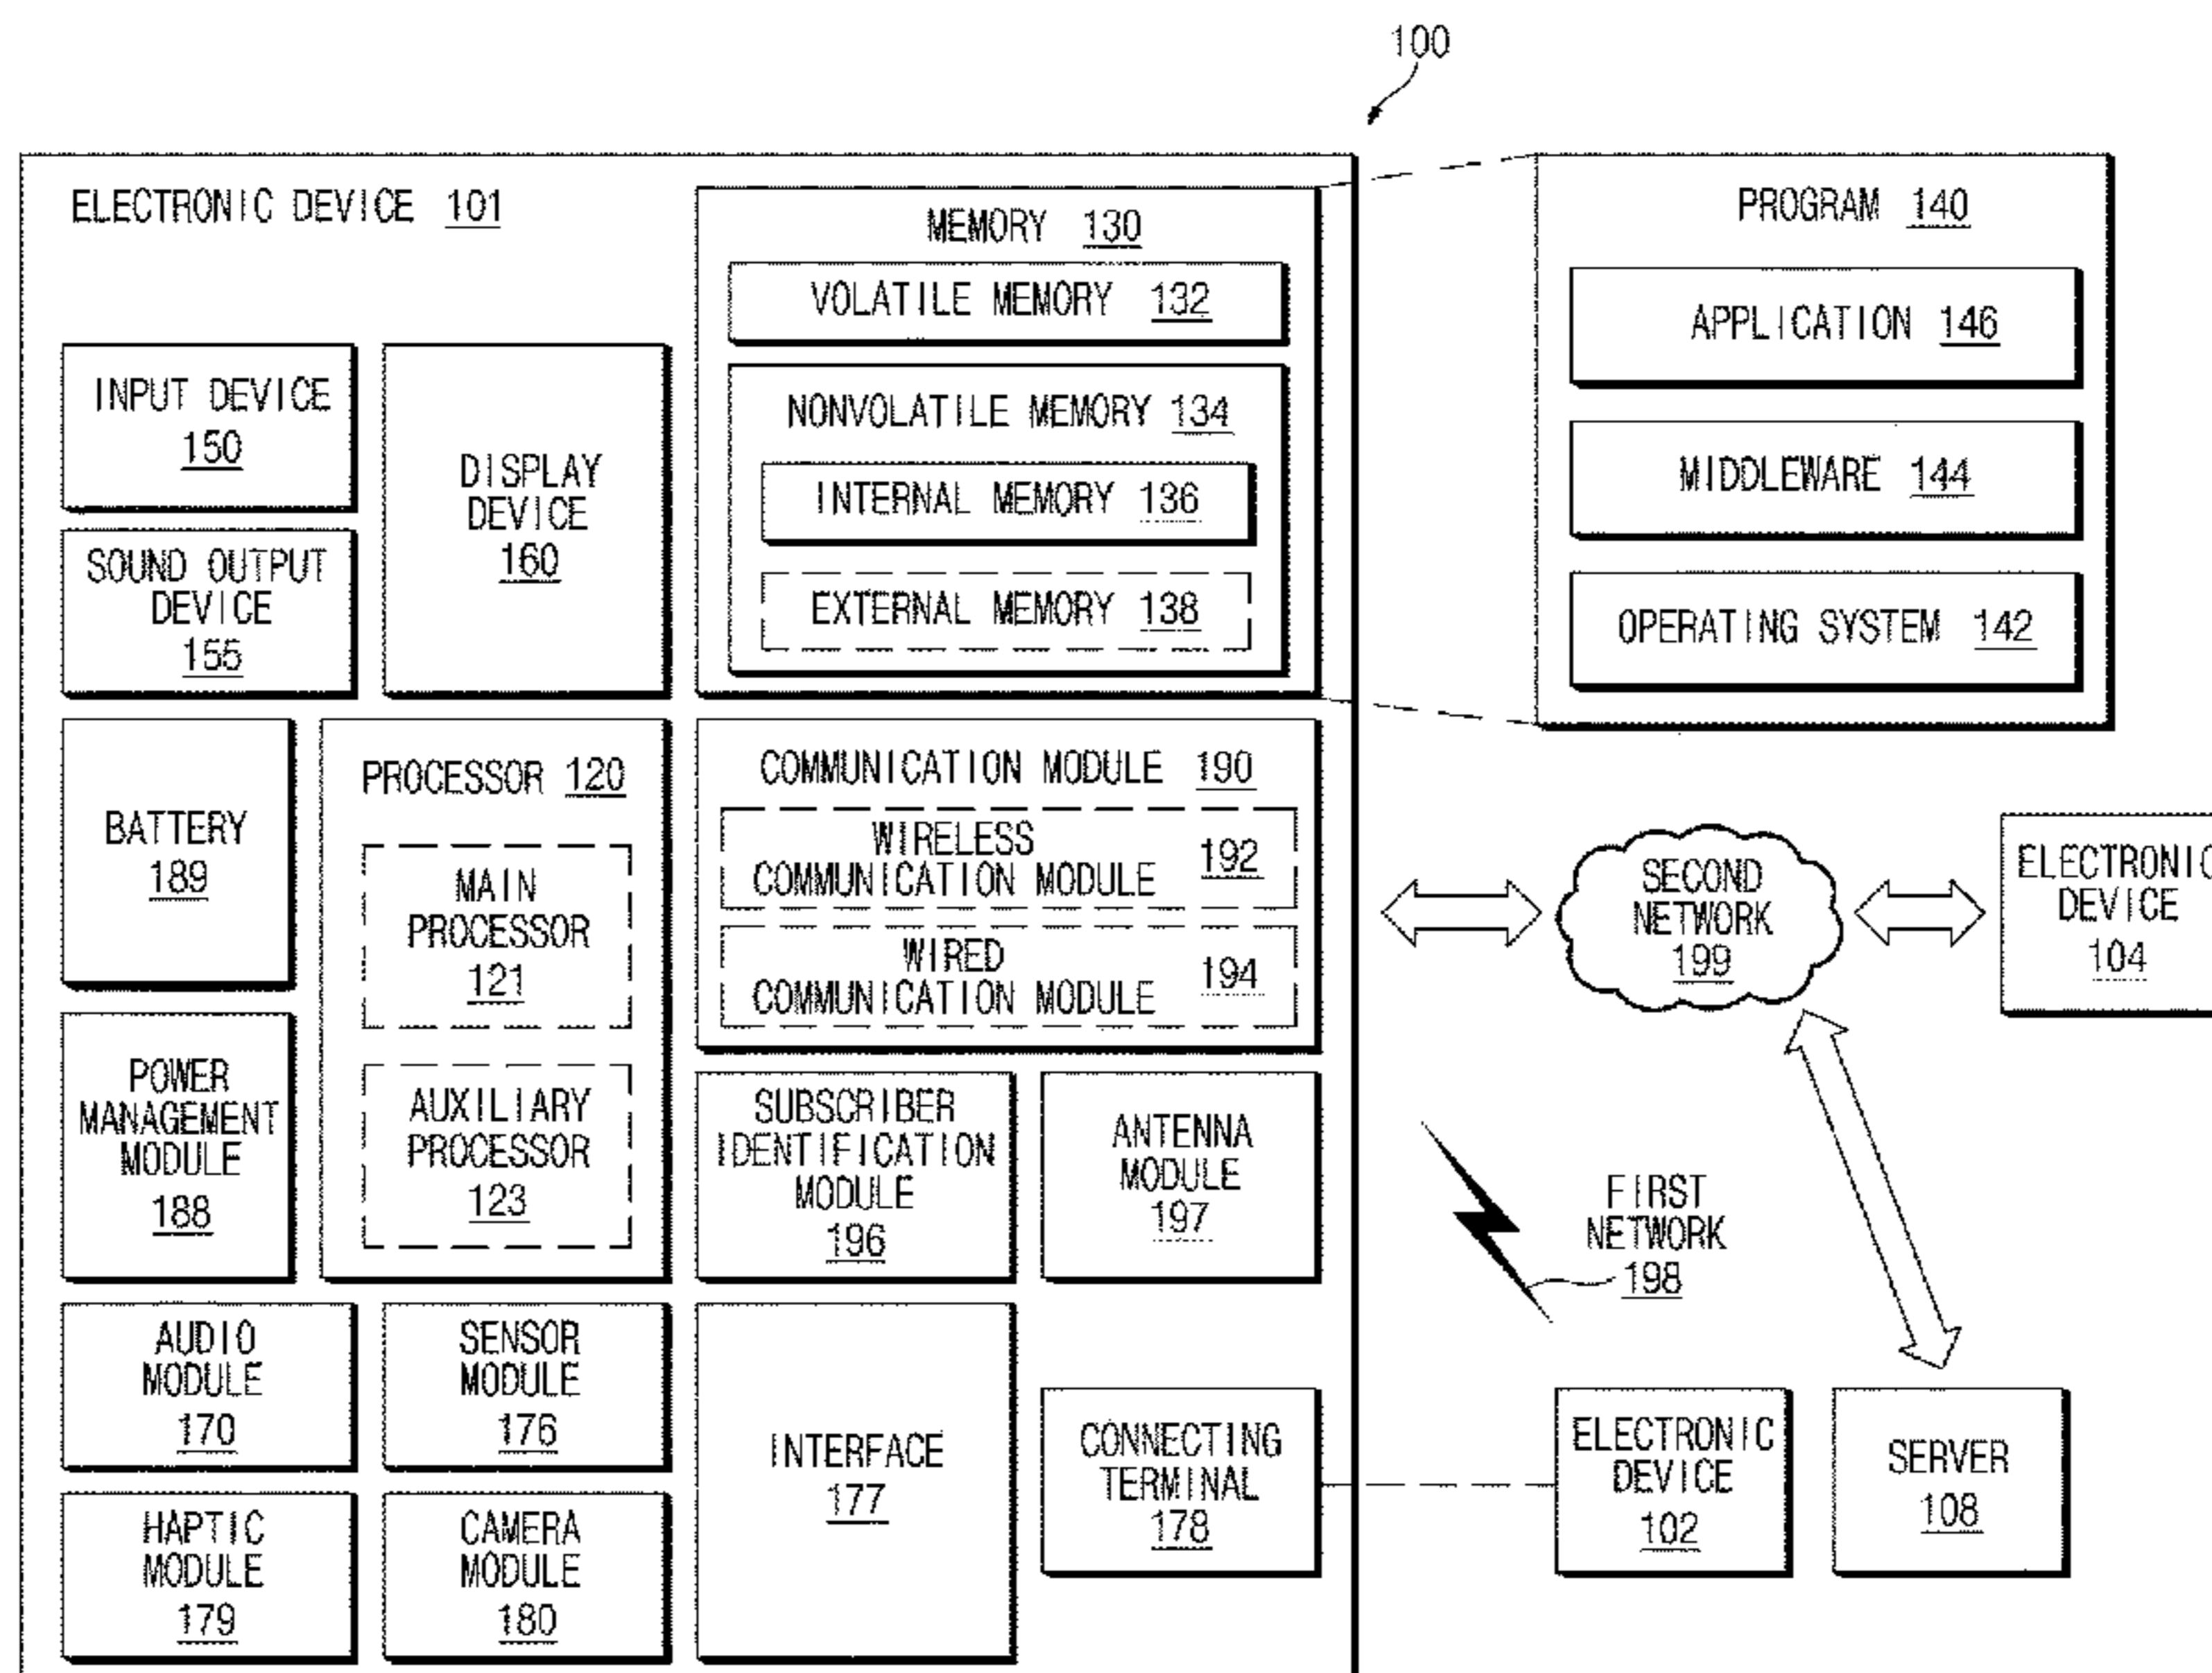 100
ELECTRONIC DEVICE 101
MEMORY 130
VOLATILE MEMORY 132
NONVOLATILE MEMORY 134
INTERNAL MEMORY 136
EXTERNAL MEMORY 138
PROGRAM 140
APPLICATION 146
MIDDLEWARE 144
OPERATING SYSTEM 142
INPUT DEVICE
150
SOUND OUTPUT
DEVICE
155
DISPLAY
DEVICE
160
BATTERY
189
POWER
MANAGEMENT
MODULE
188
PROCESSOR 120
MAIN
PROCESSOR
121
AUXILIARY
PROCESSOR
123
COMMUNICATION MODULE 190
WIRELESS
COMMUNICATION MODULE 192
WIRED
COMMUNICATION MODULE 194
SUBSCRIBER
IDENTIFICATION
MODULE
196
ANTENNA
MODULE
197
SECOND
NETWORK
199
ELECTRONIC
DEVICE
104
FIRST
NETWORK
198
AUDIO
MODULE
170
SENSOR
MODULE
176
HAPTIC
MODULE
179
CAMERA
MODULE
180
INTERFACE
177
CONNECTING
TERMINAL
178
ELECTRONIC
DEVICE
102
SERVER
108